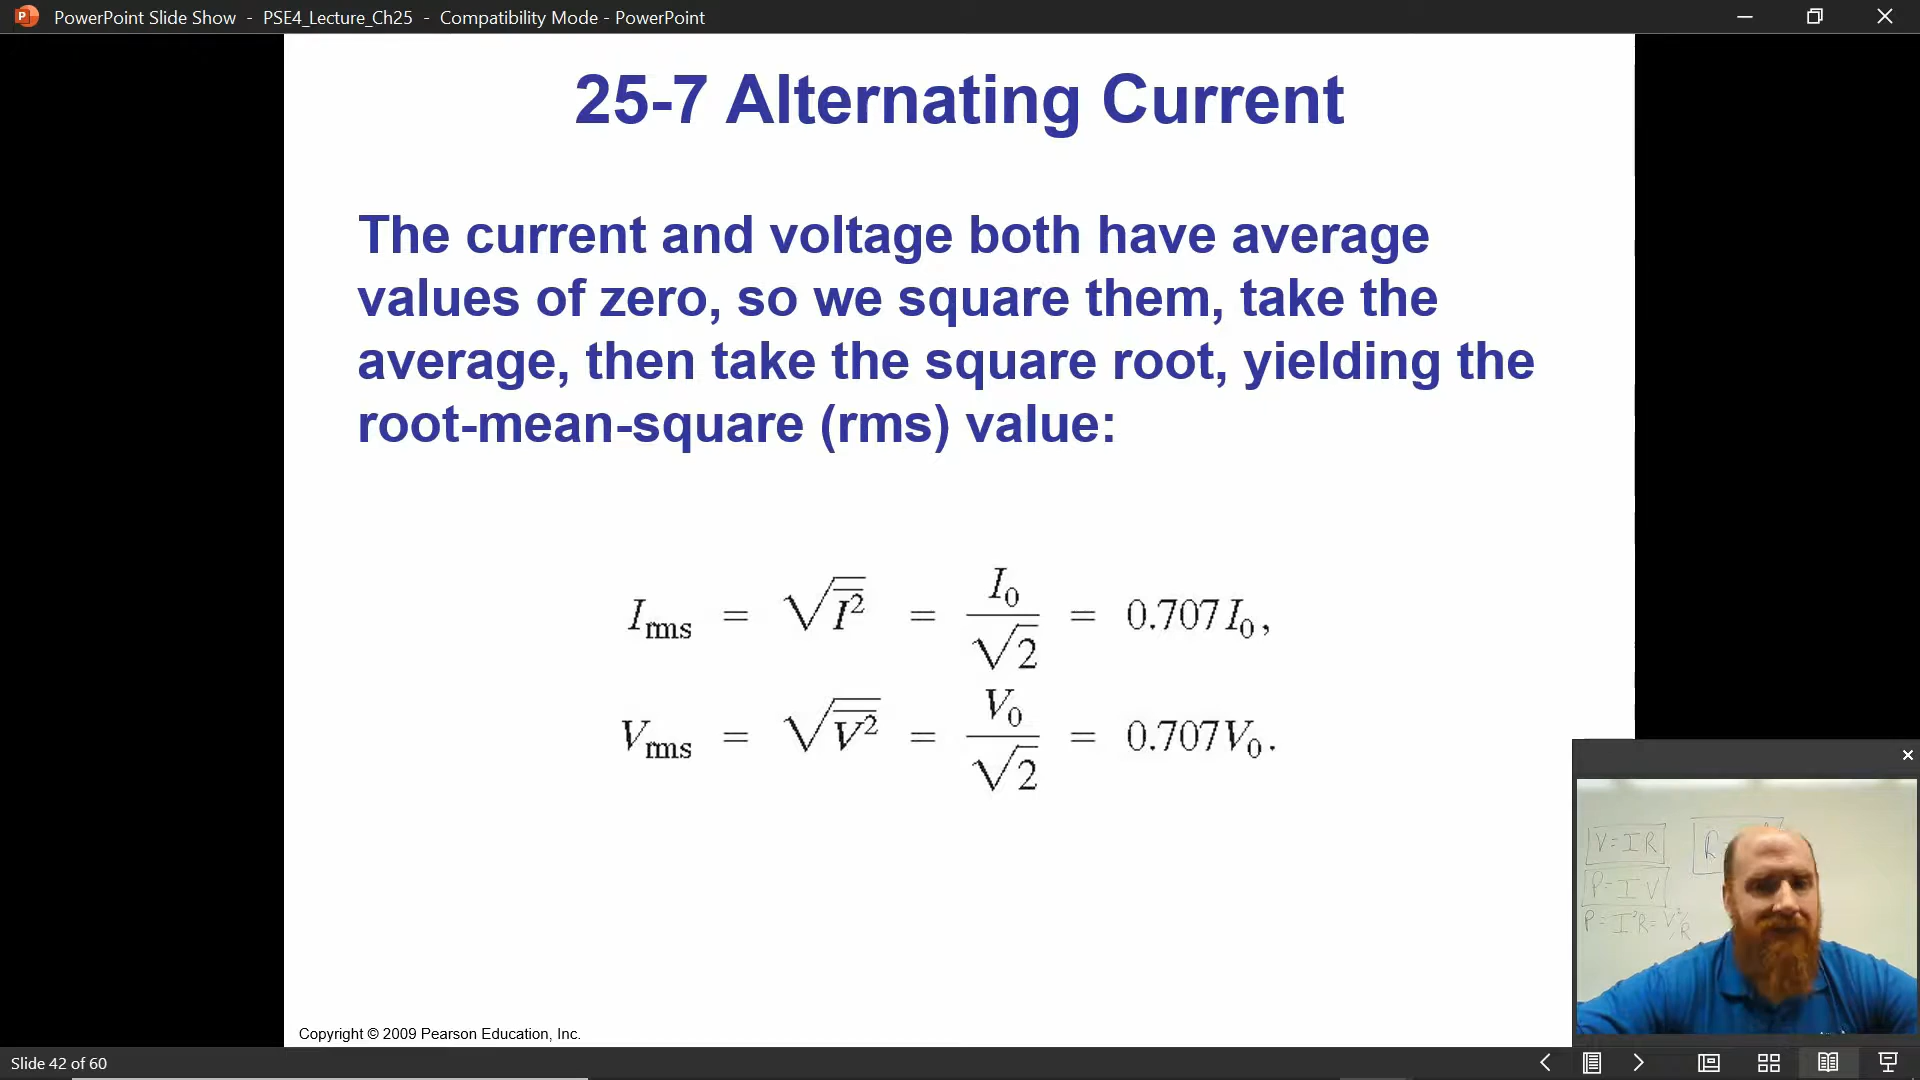 PowerPoint Slide Show - PSE4_Lecture_Ch25 - Compatibility Mode - PowerPoint
25-7 Alternating Current
The current and voltage both have average
values of zero, so we square them, take the
average, then take the square root, yielding the
root-mean-square (rms) value:
I_rms = √(I̅²) = I₀/√2 = 0.707 I₀,
V_rms = √(V̅²) = V₀/√2 = 0.707 V₀.
V=IR
P=IV
P=I²R=V²/R
Copyright © 2009 Pearson Education, Inc.
Slide 42 of 60